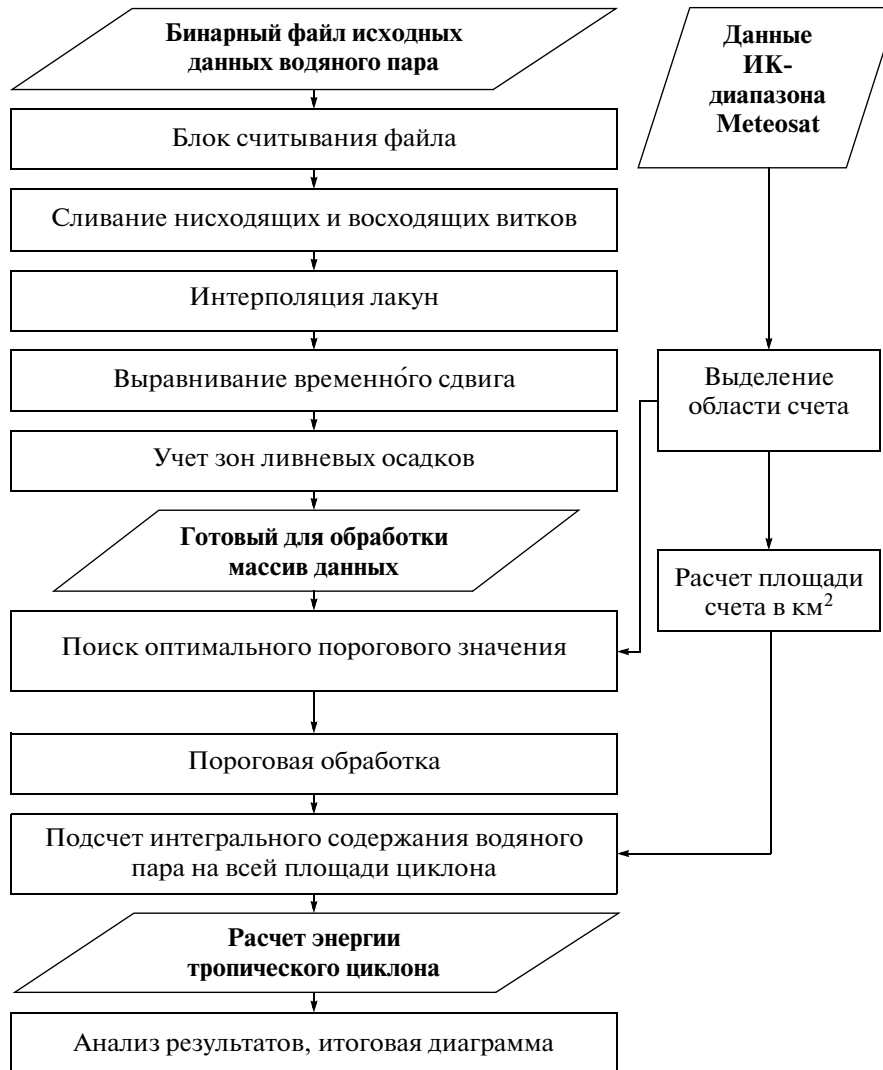 Бинарный файл исходных
данных водяного пара
Блок считывания файла
Сливание нисходящих и восходящих витков
Интерполяция лакун
Выравнивание временно́го сдвига
Учет зон ливневых осадков
Готовый для обработки
массив данных
Поиск оптимального порогового значения
Пороговая обработка
Подсчет интегрального содержания водяного
пара на всей площади циклона
Расчет энергии
тропического циклона
Анализ результатов, итоговая диаграмма
Данные
ИК-
диапазона
Meteosat
Выделение
области счета
Расчет площади
счета в км²